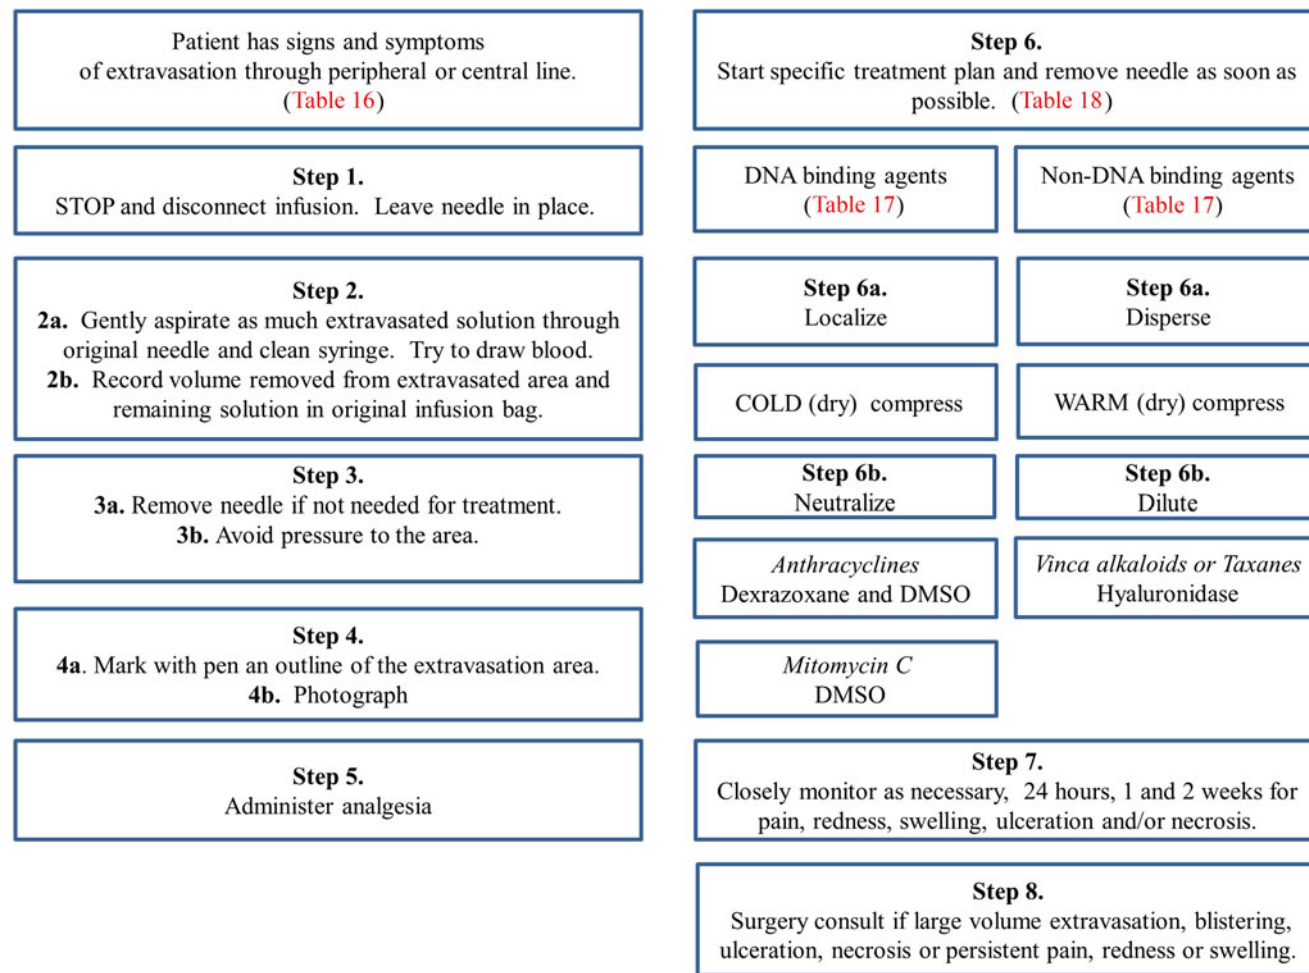 Patient has signs and symptoms
of extravasation through peripheral or central line.
(Table 16)
Step 1.
STOP and disconnect infusion. Leave needle in place.
Step 2.
2a. Gently aspirate as much extravasated solution through
original needle and clean syringe. Try to draw blood.
2b. Record volume removed from extravasated area and
remaining solution in original infusion bag.
Step 3.
3a. Remove needle if not needed for treatment.
3b. Avoid pressure to the area.
Step 4.
4a. Mark with pen an outline of the extravasation area.
4b. Photograph
Step 5.
Administer analgesia
Step 6.
Start specific treatment plan and remove needle as soon as
possible. (Table 18)
DNA binding agents
(Table 17)
Non-DNA binding agents
(Table 17)
Step 6a.
Localize
Step 6a.
Disperse
COLD (dry) compress
WARM (dry) compress
Step 6b.
Neutralize
Step 6b.
Dilute
Anthracyclines
Dexrazoxane and DMSO
Vinca alkaloids or Taxanes
Hyaluronidase
Mitomycin C
DMSO
Step 7.
Closely monitor as necessary, 24 hours, 1 and 2 weeks for
pain, redness, swelling, ulceration and/or necrosis.
Step 8.
Surgery consult if large volume extravasation, blistering,
ulceration, necrosis or persistent pain, redness or swelling.